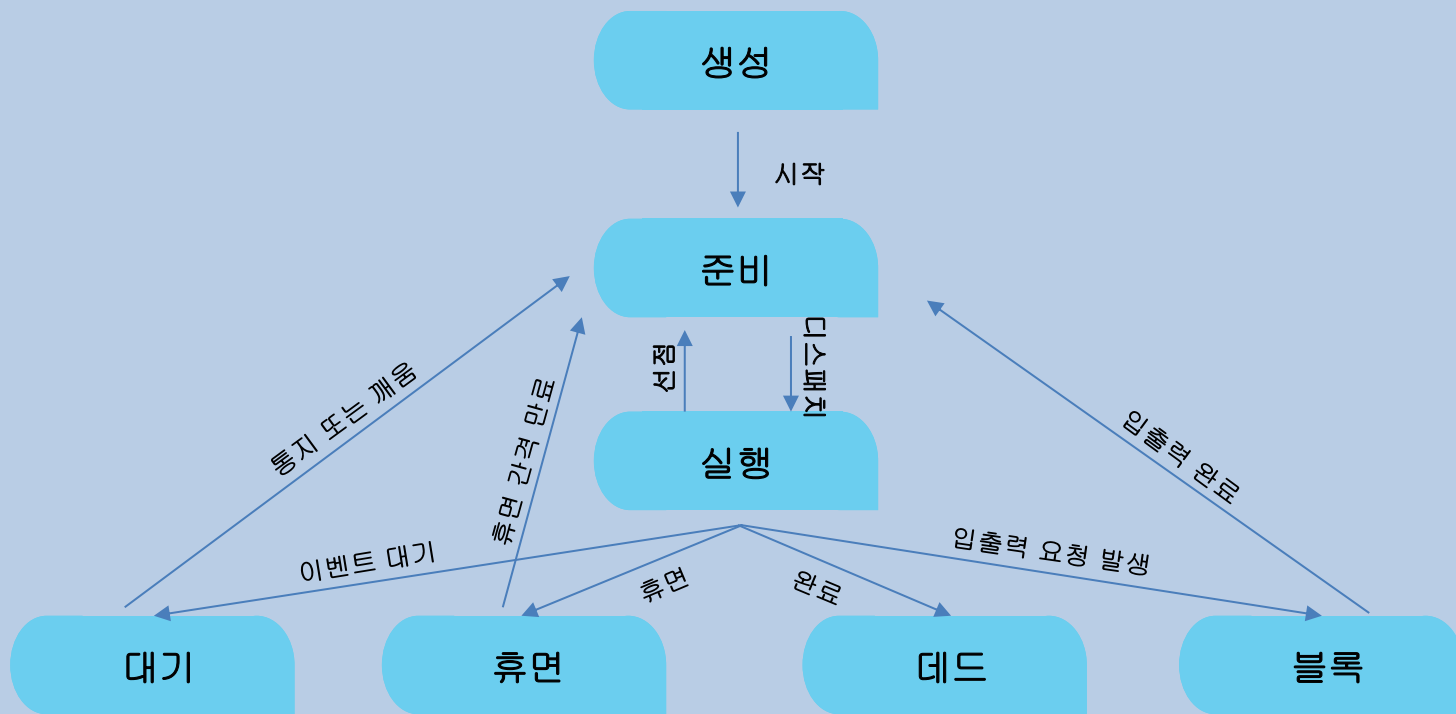 생성
시작
준비
선점
디스패치
실행
통지 또는 깨움
휴면 간격 만료
입출력 완료
이벤트 대기
휴면
완료
입출력 요청 발생
대기
휴면
데드
블록